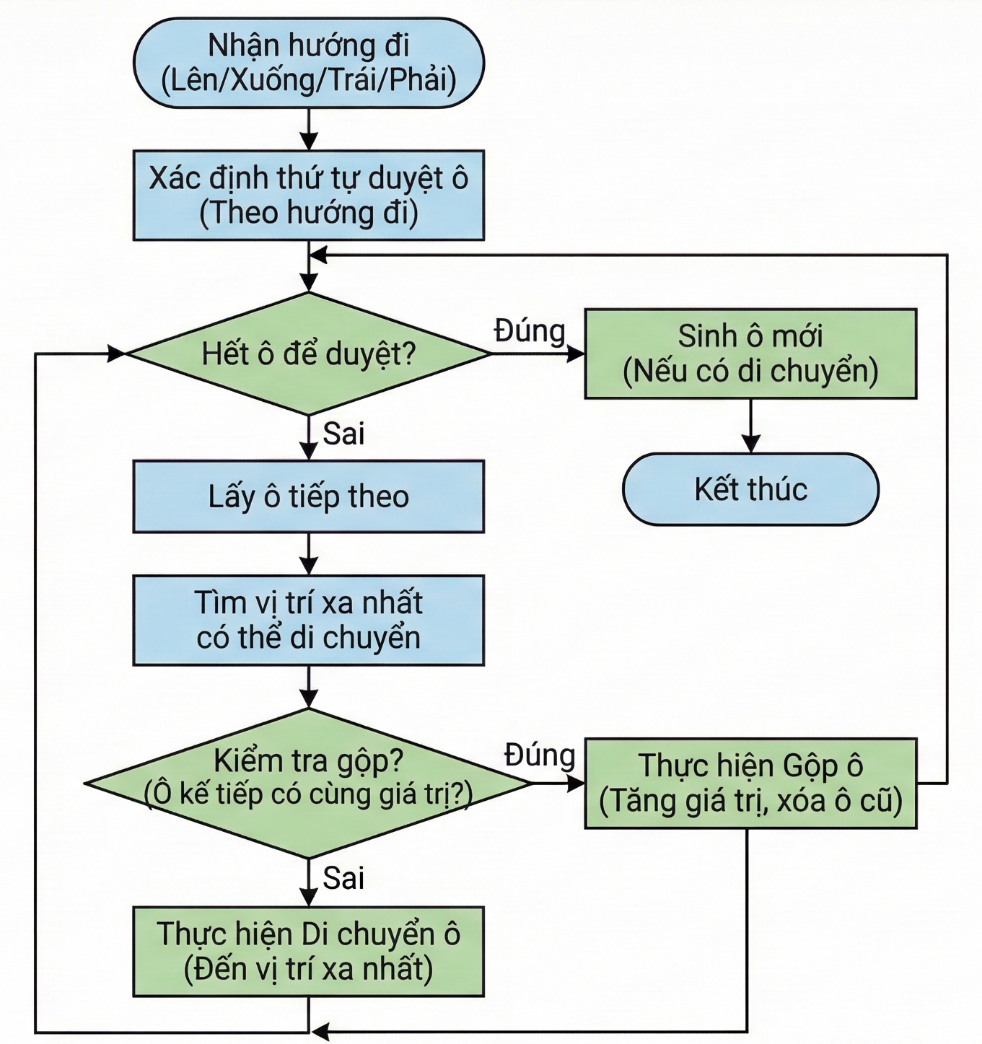 Nhận hướng đi
(Lên/Xuống/Trái/Phải)
Xác định thứ tự duyệt ô
(Theo hướng đi)
Hết ô để duyệt?
Đúng
Sinh ô mới
(Nếu có di chuyển)
Kết thúc
Sai
Lấy ô tiếp theo
Tìm vị trí xa nhất
có thể di chuyển
Kiểm tra gộp?
(Ô kế tiếp có cùng giá trị?)
Đúng
Thực hiện Gộp ô
(Tăng giá trị, xóa ô cũ)
Sai
Thực hiện Di chuyển ô
(Đến vị trí xa nhất)